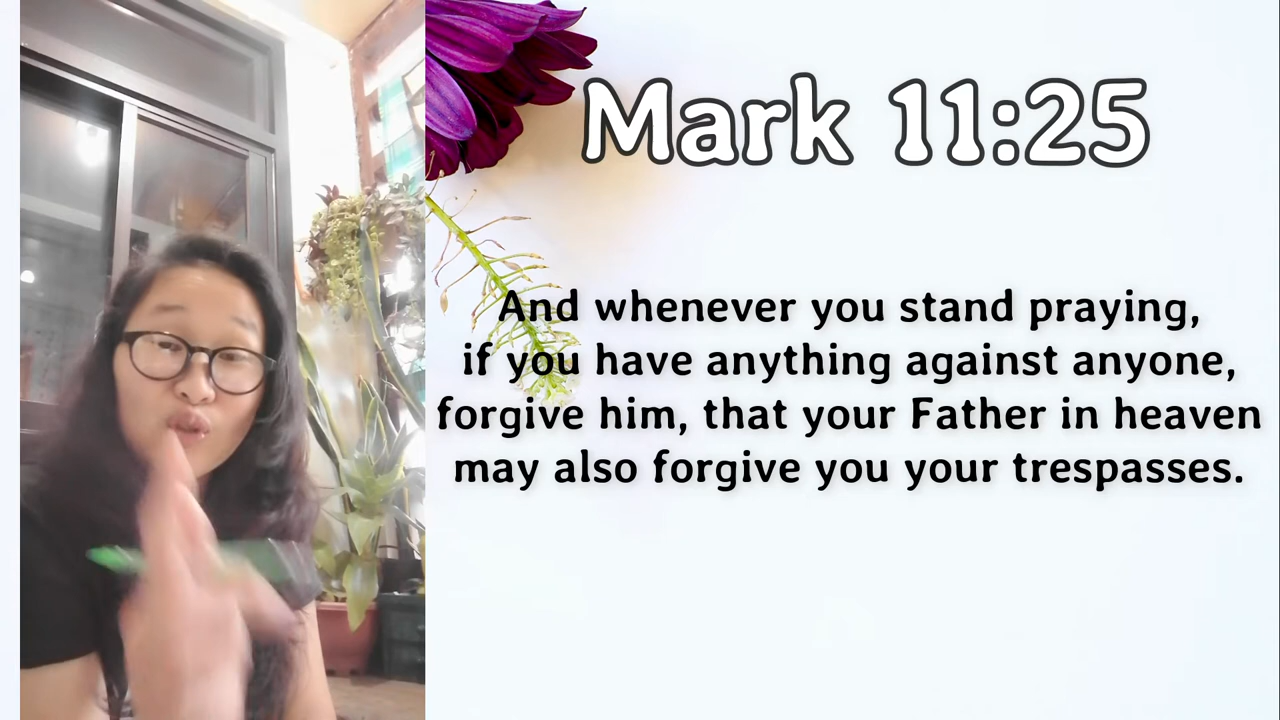 Mark 11:25
And whenever you stand praying,
if you have anything against anyone,
forgive him, that your Father in heaven
may also forgive you your trespasses.